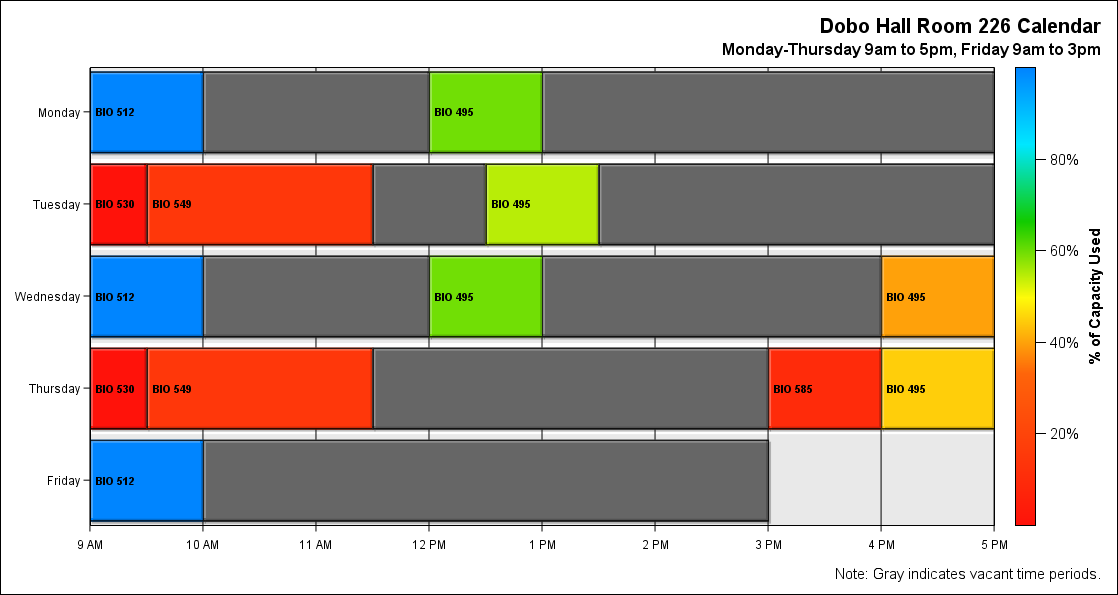 Dobo Hall Room 226 Calendar
Monday-Thursday 9am to 5pm, Friday 9am to 3pm
Monday
BIO 512
BIO 495
Tuesday
BIO 530
BIO 549
BIO 495
Wednesday
BIO 512
BIO 495
BIO 495
Thursday
BIO 530
BIO 549
BIO 585
BIO 495
Friday
BIO 512
9 AM
10 AM
11 AM
12 PM
1 PM
2 PM
3 PM
4 PM
5 PM
80%
60%
40%
20%
% of Capacity Used
Note: Gray indicates vacant time periods.